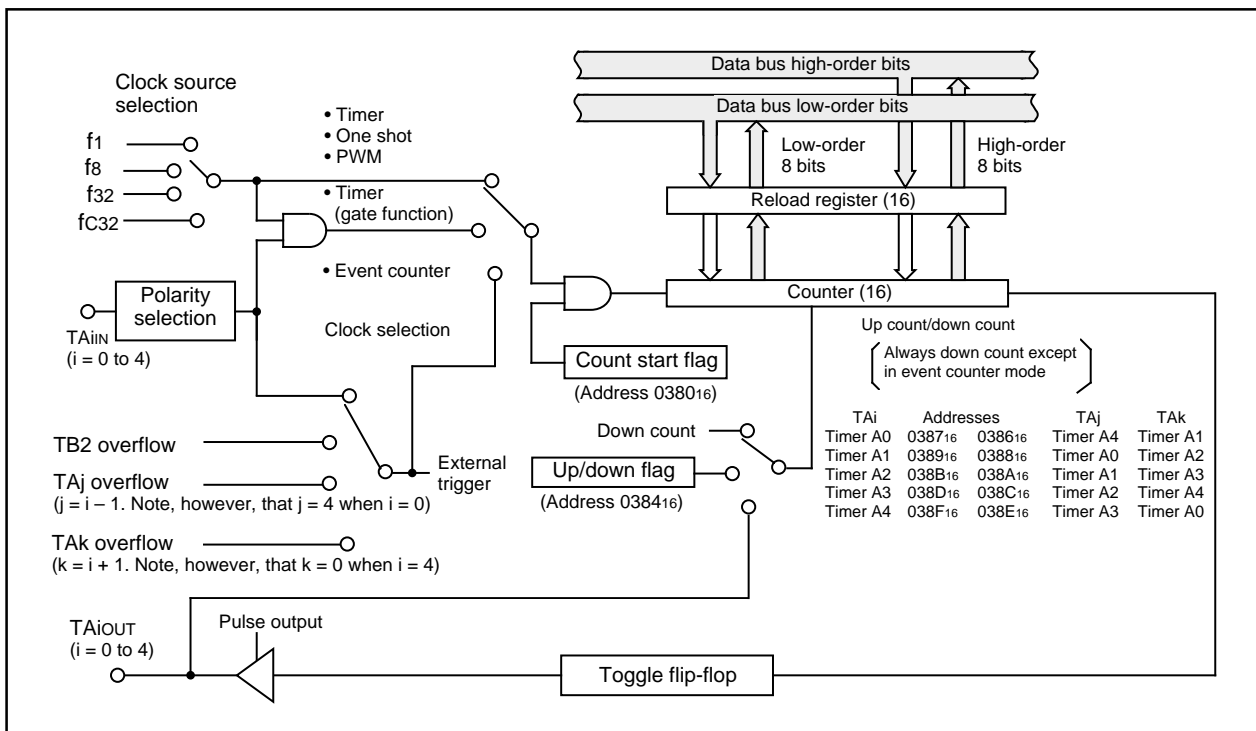 Clock source
selection
f1
f8
f32
fC32
• Timer
• One shot
• PWM
• Timer
(gate function)
• Event counter
Clock selection
Data bus high-order bits
Data bus low-order bits
Low-order
8 bits
High-order
8 bits
Reload register (16)
Counter (16)
Polarity
selection
TAiIN
(i = 0 to 4)
Count start flag
(Address 038016)
Up count/down count
Always down count except
in event counter mode
TB2 overflow
TAj overflow
(j = i – 1. Note, however, that j = 4 when i = 0)
TAk overflow
(k = i + 1. Note, however, that k = 0 when i = 4)
External
trigger
Down count
Up/down flag
(Address 038416)
TAi Addresses TAj TAk
Timer A0 038716 038616 Timer A4 Timer A1
Timer A1 038916 038816 Timer A0 Timer A2
Timer A2 038B16 038A16 Timer A1 Timer A3
Timer A3 038D16 038C16 Timer A2 Timer A4
Timer A4 038F16 038E16 Timer A3 Timer A0
TAiOUT
(i = 0 to 4)
Pulse output
Toggle flip-flop